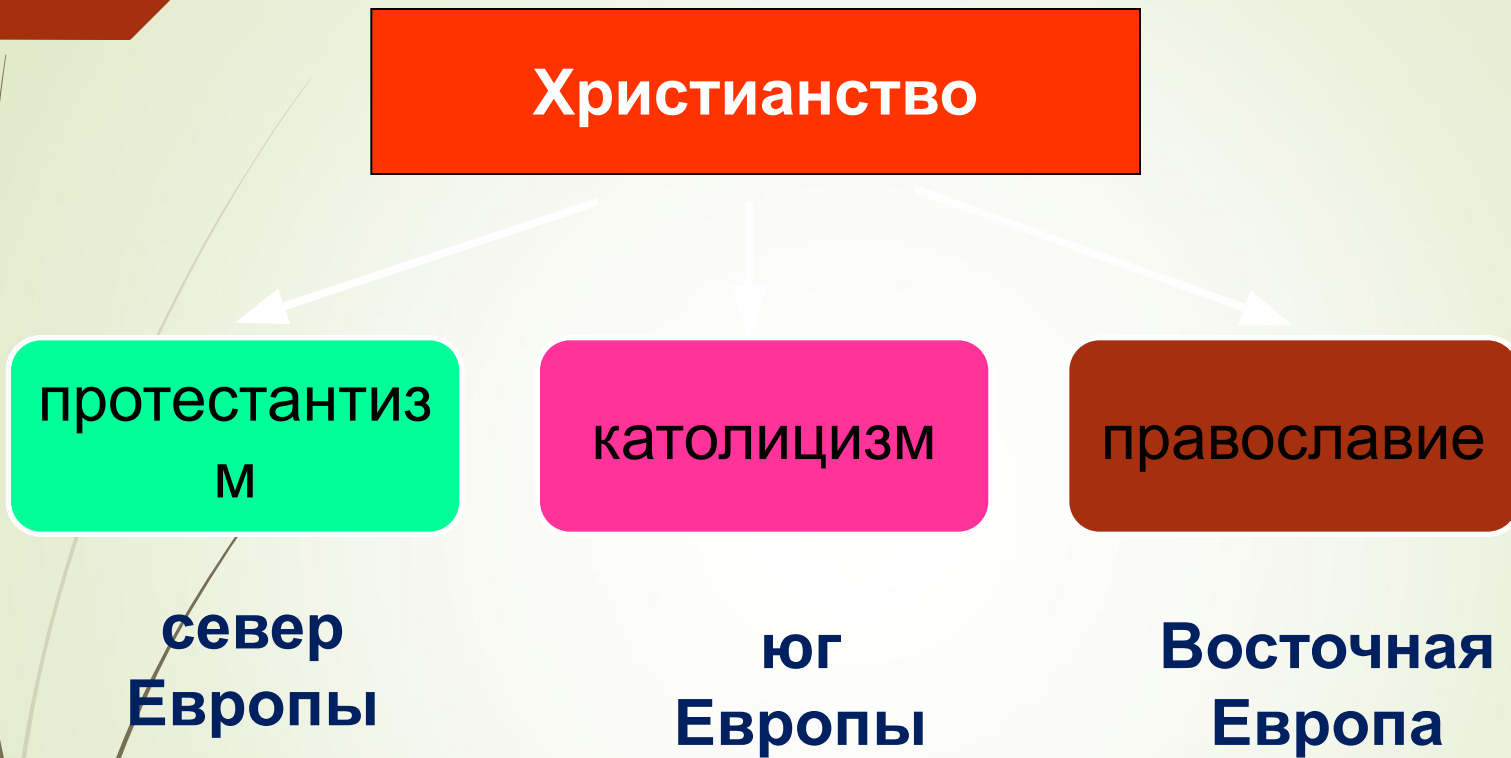 Христианство
протестантиз
м
католицизм
православие
север
Европы
юг
Европы
Восточная
Европа